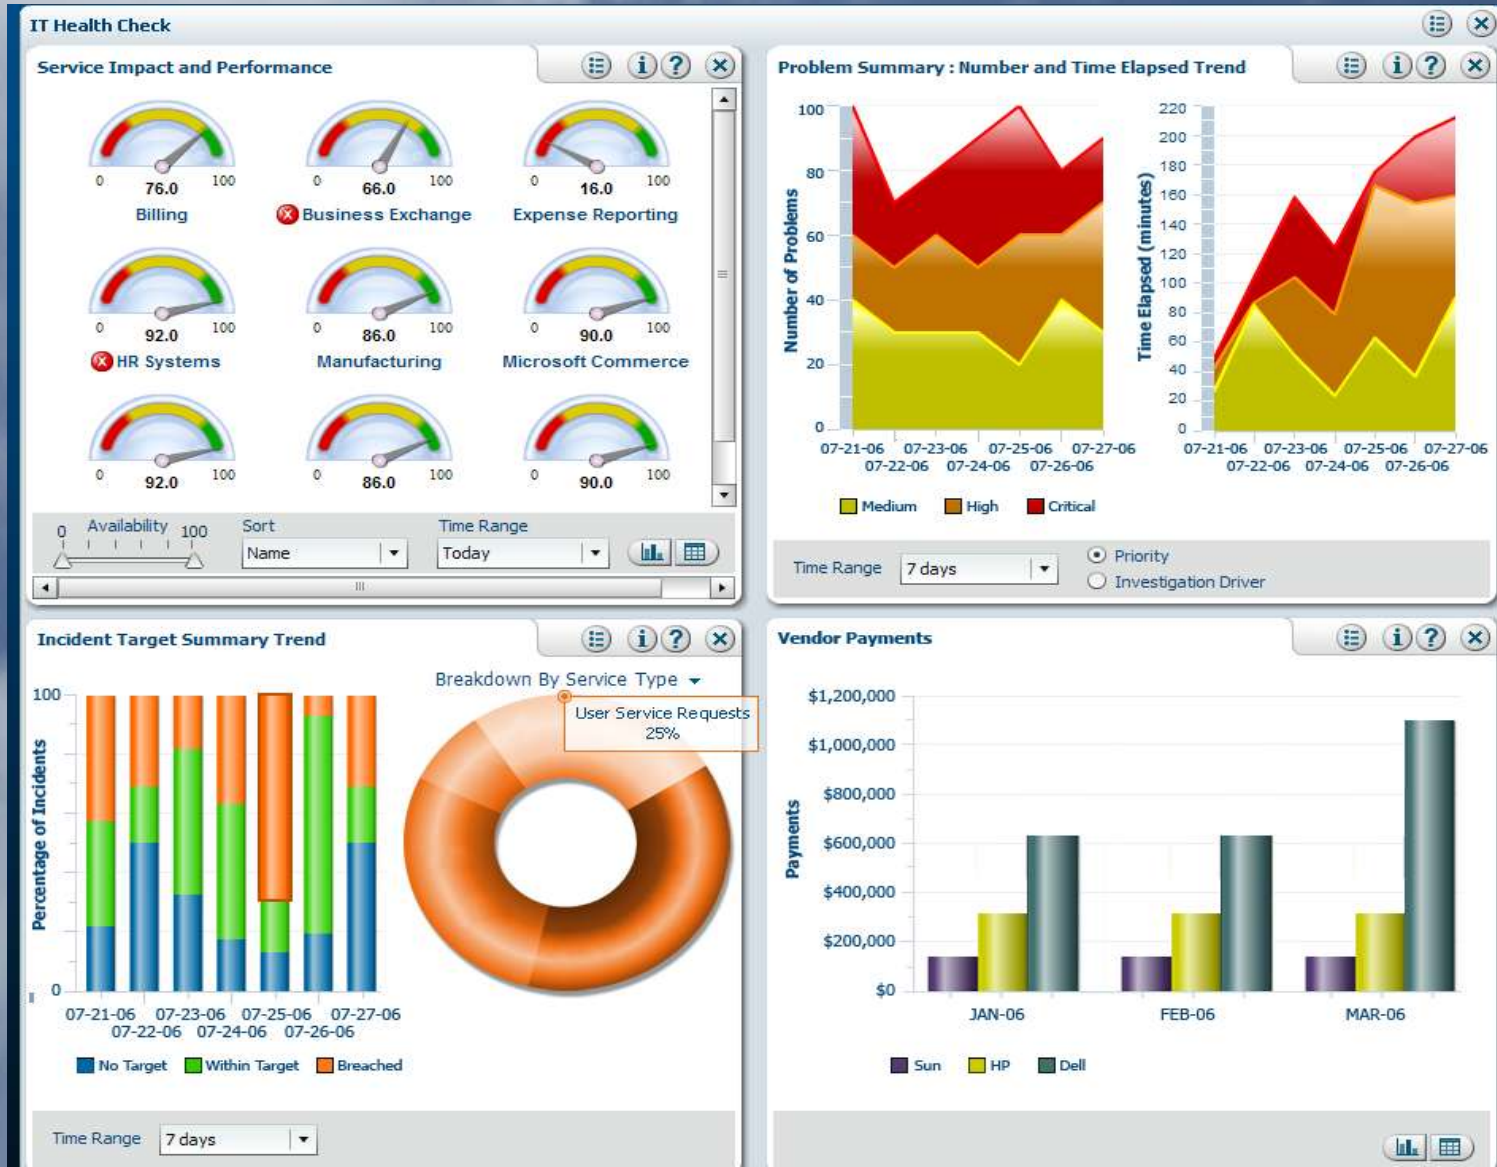 IT Health Check
Service Impact and Performance
0 100
76.0
Billing
0 100
66.0
Business Exchange
0 100
16.0
Expense Reporting
0 100
92.0
HR Systems
0 100
86.0
Manufacturing
0 100
90.0
Microsoft Commerce
0 100
92.0
0 100
86.0
0 100
90.0
0 Availability 100
Sort
Name
Time Range
Today
Problem Summary : Number and Time Elapsed Trend
Number of Problems
100
80
60
40
20
0
07-21-06 07-23-06 07-25-06 07-27-06
07-22-06 07-24-06 07-26-06
Time Elapsed (minutes)
220
200
180
160
140
120
100
80
60
40
20
0
07-21-06 07-23-06 07-25-06 07-27-06
07-22-06 07-24-06 07-26-06
Medium High Critical
Time Range 7 days
Priority
Investigation Driver
Incident Target Summary Trend
Percentage of Incidents
100
0
07-21-06 07-23-06 07-25-06 07-27-06
07-22-06 07-24-06 07-26-06
No Target Within Target Breached
Breakdown By Service Type
User Service Requests
25%
Time Range 7 days
Vendor Payments
Payments
$1,200,000
$1,000,000
$800,000
$600,000
$400,000
$200,000
$0
JAN-06 FEB-06 MAR-06
Sun HP Dell